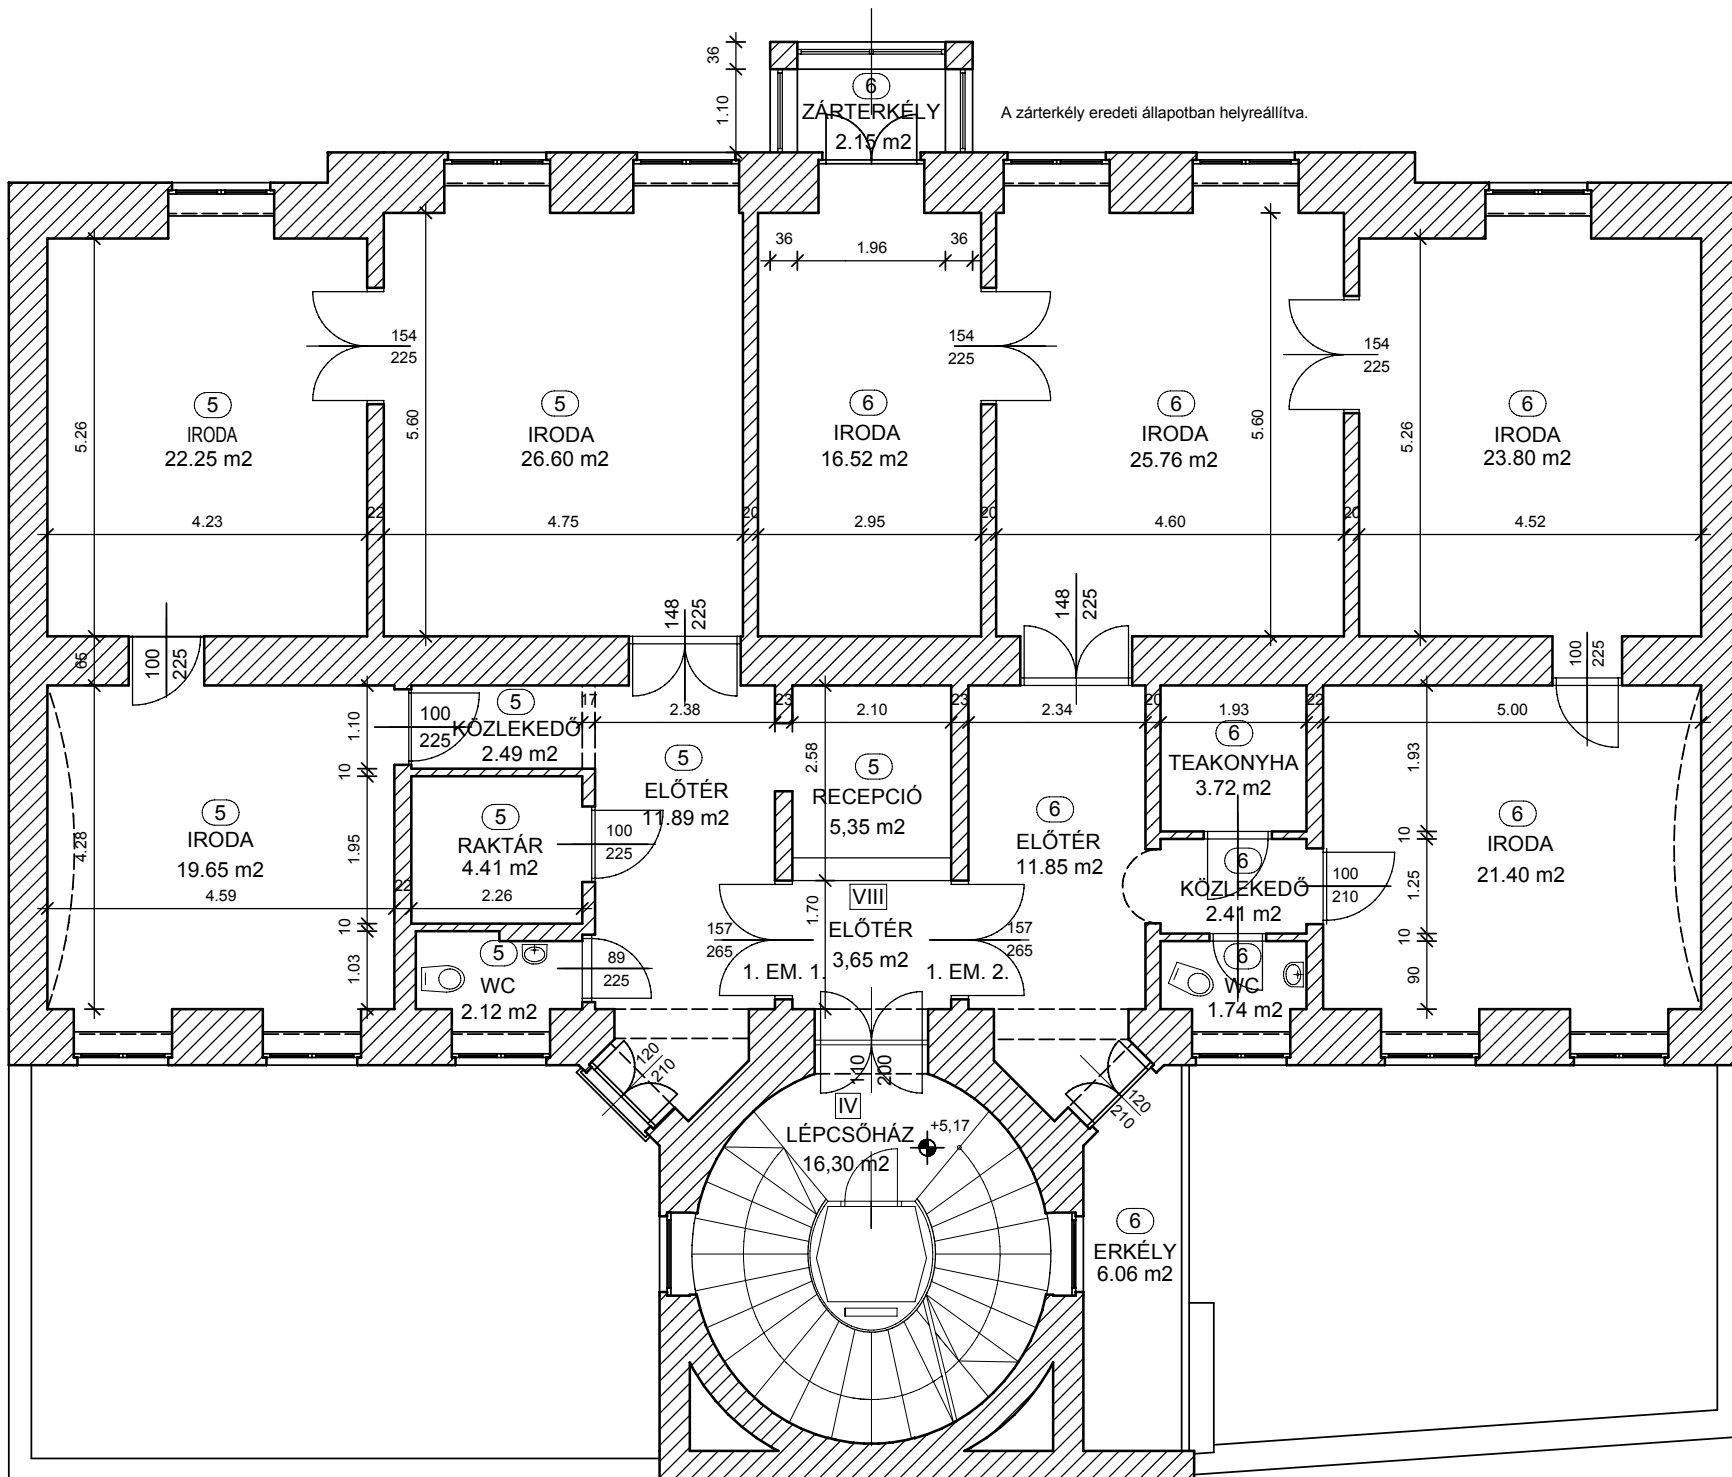 36
1.10
6
ZÁRTERKÉLY
2.15 m2
A zárterkély eredeti állapotban helyreállítva.
36
1.96
36
154
225
154
225
154
225
5
IRODA
22.25 m2
5
IRODA
26.60 m2
6
IRODA
16.52 m2
6
IRODA
25.76 m2
6
IRODA
23.80 m2
5.26
5.60
5.60
5.26
4.23
22
4.75
20
2.95
20
4.60
20
4.52
148
225
148
225
65
100
225
100
225
17
2.38
23
2.10
23
2.34
20
1.93
22
5.00
1.10
10
1.95
10
1.03
100
225
5
KÖZLEKEDŐ
2.49 m2
5
ELŐTÉR
11.89 m2
2.58
5
RECEPCIÓ
5,35 m2
6
TEAKONYHA
3.72 m2
1.93
10
1.25
10
90
4.28
5
IRODA
19.65 m2
4.59
22
5
RAKTÁR
4.41 m2
2.26
100
225
6
ELŐTÉR
11.85 m2
6
KÖZLEKEDŐ
2.41 m2
100
210
6
IRODA
21.40 m2
1.70
VIII
ELŐTÉR
3,65 m2
157
265
157
265
1. EM. 1.
1. EM. 2.
5
WC
2.12 m2
89
225
6
WC
1.74 m2
120
210
110
200
120
210
IV
LÉPCSŐHÁZ
16,30 m2
+5,17
6
ERKÉLY
6.06 m2